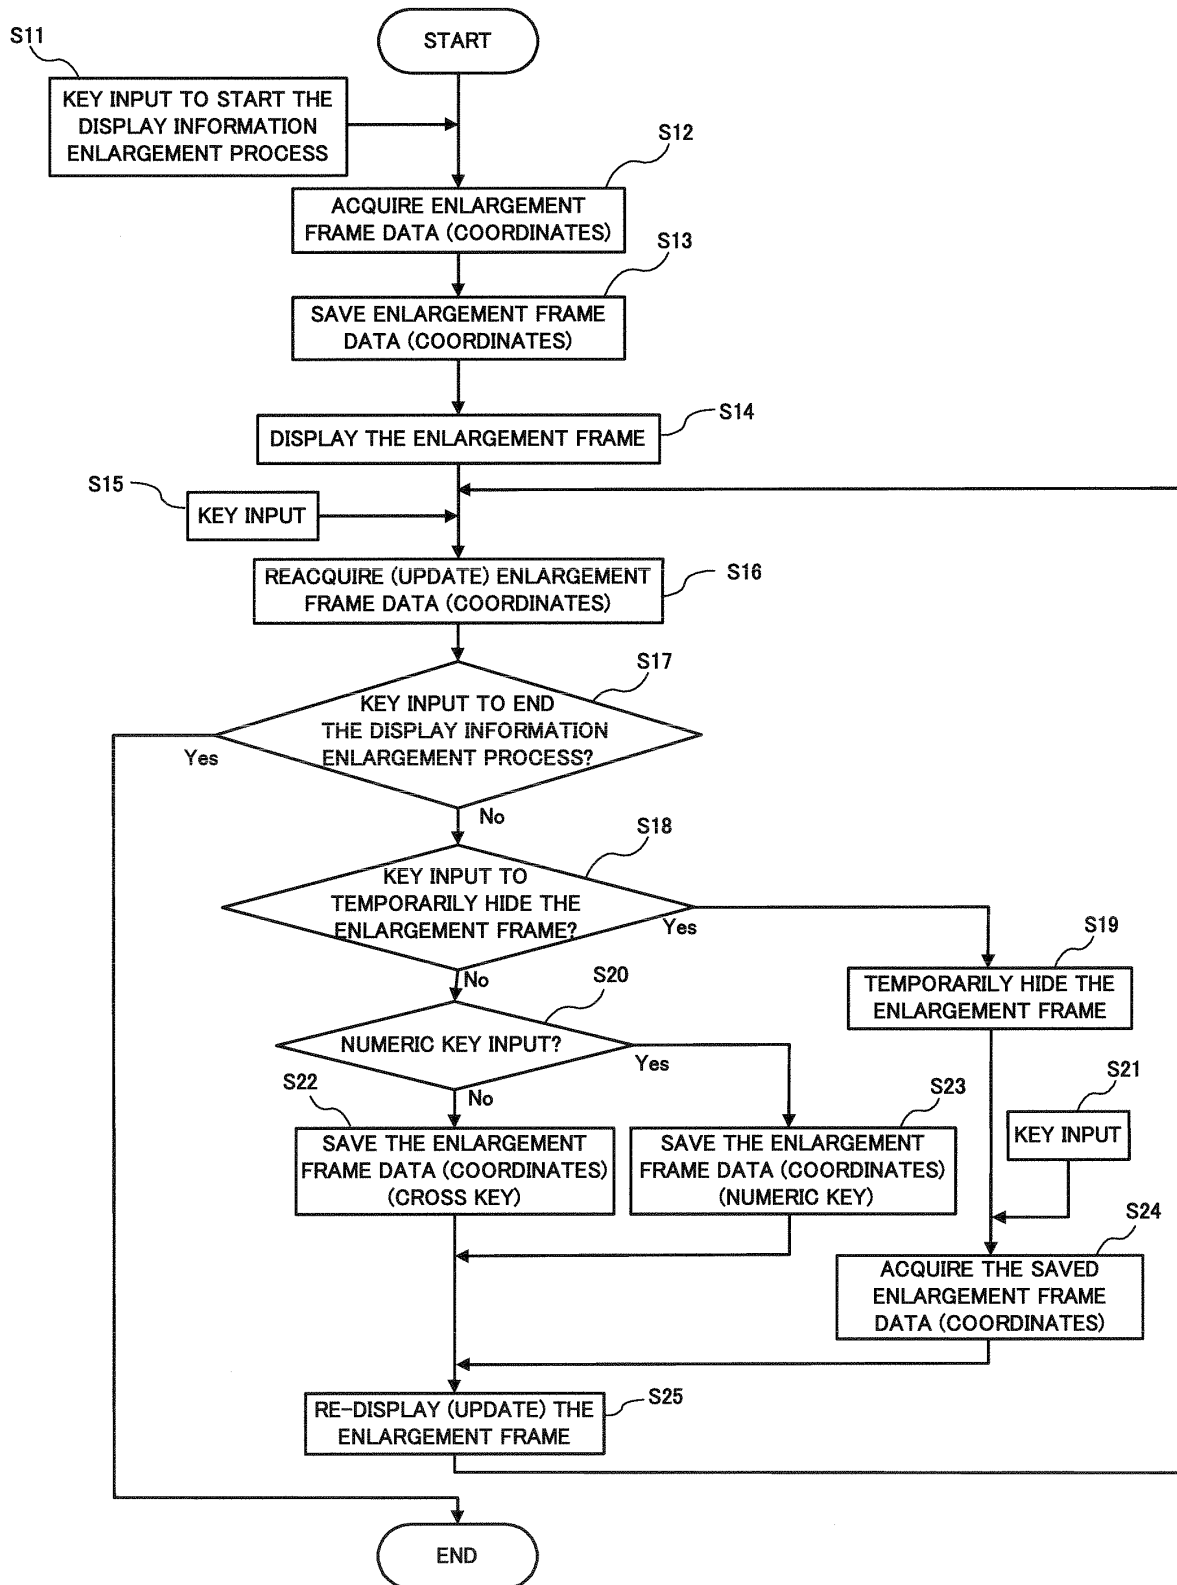 START
S11
KEY INPUT TO START THE
DISPLAY INFORMATION
ENLARGEMENT PROCESS
S12
ACQUIRE ENLARGEMENT
FRAME DATA (COORDINATES)
S13
SAVE ENLARGEMENT FRAME
DATA (COORDINATES)
S14
DISPLAY THE ENLARGEMENT FRAME
S15
KEY INPUT
S16
REACQUIRE (UPDATE) ENLARGEMENT
FRAME DATA (COORDINATES)
S17
KEY INPUT TO END
THE DISPLAY INFORMATION
ENLARGEMENT PROCESS?
Yes
No
S18
KEY INPUT TO
TEMPORARILY HIDE THE
ENLARGEMENT FRAME?
Yes
No
S19
TEMPORARILY HIDE THE
ENLARGEMENT FRAME
S20
NUMERIC KEY INPUT?
Yes
No
S21
KEY INPUT
S22
SAVE THE ENLARGEMENT
FRAME DATA (COORDINATES)
(CROSS KEY)
S23
SAVE THE ENLARGEMENT
FRAME DATA (COORDINATES)
(NUMERIC KEY)
S24
ACQUIRE THE SAVED
ENLARGEMENT FRAME
DATA (COORDINATES)
S25
RE-DISPLAY (UPDATE) THE
ENLARGEMENT FRAME
END